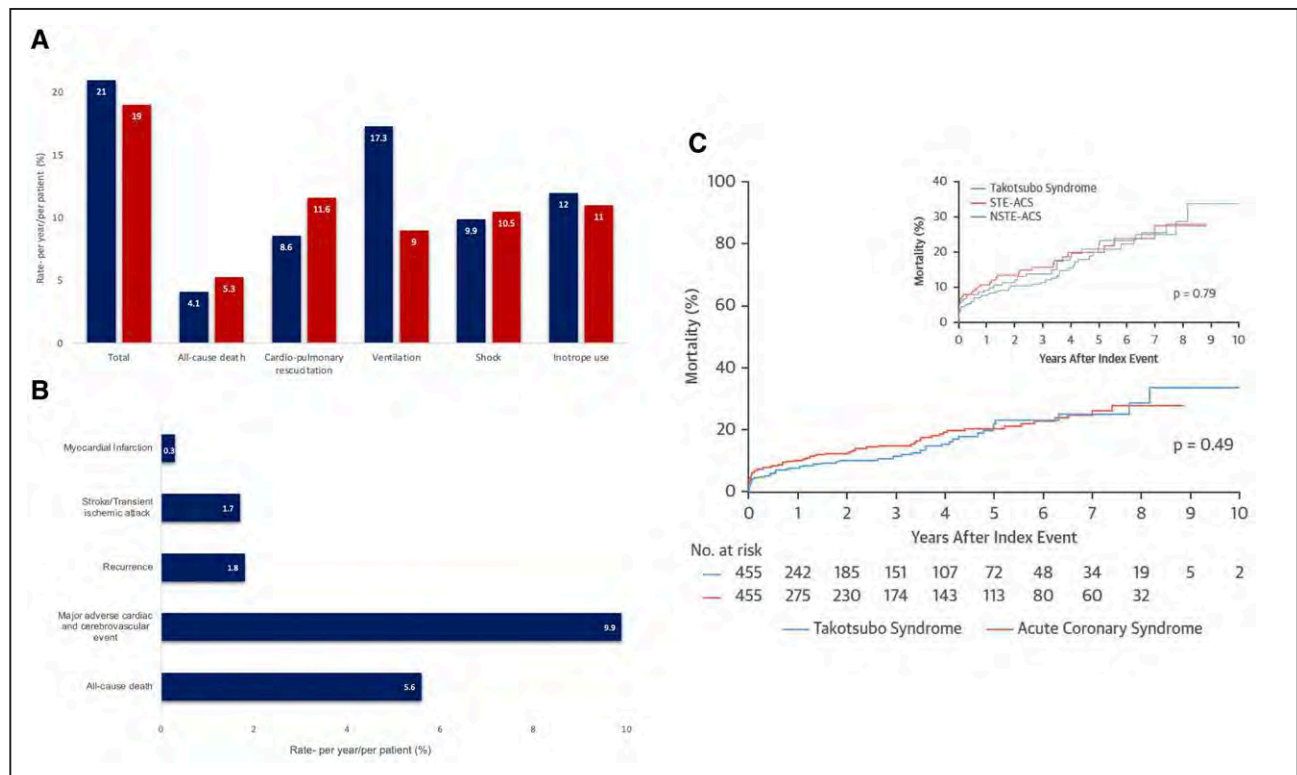 A
Rate- per year/per patient (%)
20
15
10
5
0
21
19
4.1
5.3
8.6
11.6
17.3
9
9.9
10.5
12
11
Total
All-cause death
Cardio-pulmonary
rescucitation
Ventilation
Shock
Inotrope use
B
Myocardial Infarction
0.3
Stroke/Transient
ischemic attack
1.7
Recurrence
1.8
Major adverse cardiac
and cerebrovascular
event
9.9
All-cause death
5.6
0 2 4 6 8 10
Rate- per year/per patient (%)
C
Mortality (%)
100
80
60
40
20
0
0 1 2 3 4 5 6 7 8 9 10
Years After Index Event
p = 0.49
Mortality (%)
40
30
20
10
0
Takotsubo Syndrome
STE-ACS
NSTE-ACS
p = 0.79
0 1 2 3 4 5 6 7 8 9 10
Years After Index Event
No. at risk
455 242 185 151 107 72 48 34 19 5 2
455 275 230 174 143 113 80 60 32
Takotsubo Syndrome Acute Coronary Syndrome